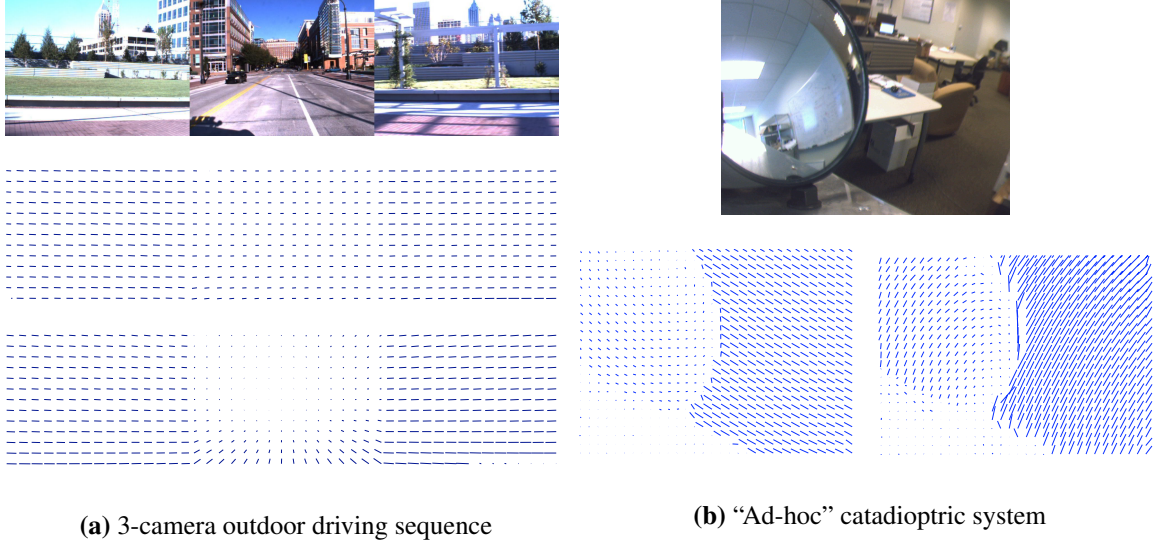 (a) 3-camera outdoor driving sequence
(b) “Ad-hoc” catadioptric system